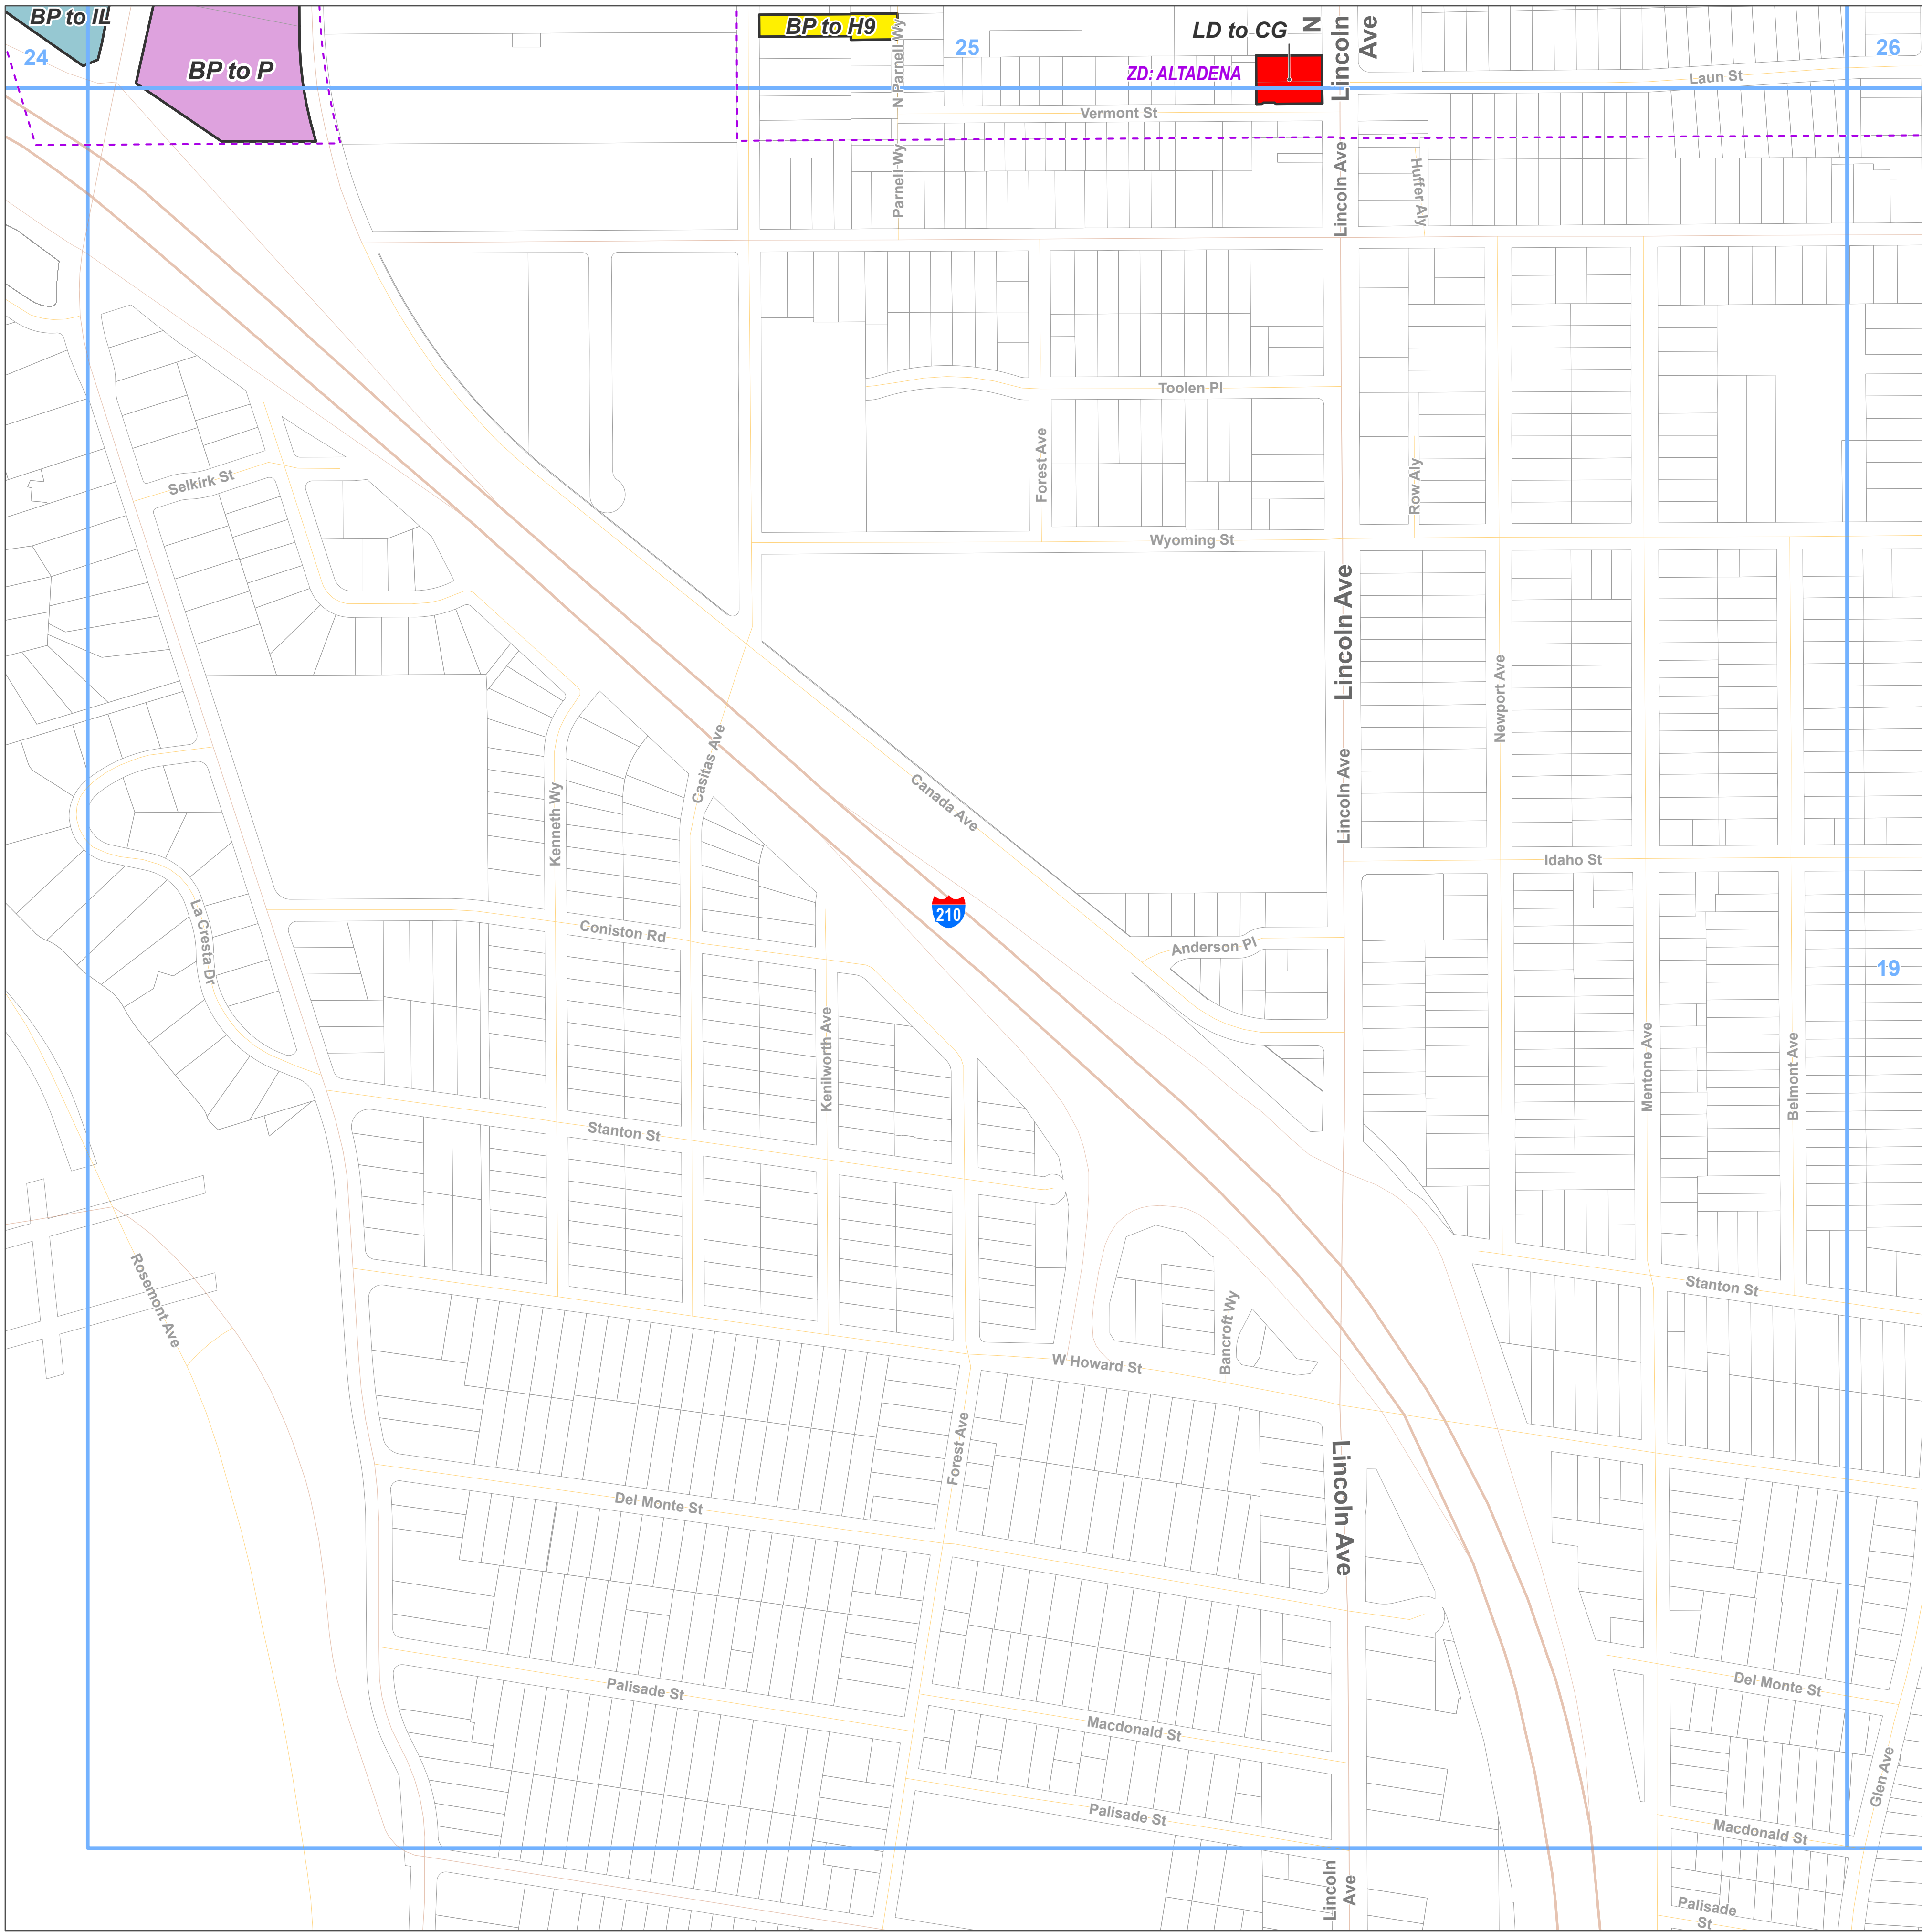 BP to IL
BP to H9
LD to CG
N
Lincoln
Ave
24
25
26
BP to P
ZD: ALTADENA
Laun St
N Parnell Wy
Vermont St
Parnell Wy
Lincoln Ave
Huffer Aly
Toolen Pl
Forest Ave
Row Aly
Selkirk St
Wyoming St
Lincoln Ave
Newport Ave
Casitas Ave
Lincoln Ave
Canada Ave
Kenneth Wy
Idaho St
210
La Cresta Dr
Coniston Rd
Anderson Pl
19
Kenilworth Ave
Mentone Ave
Belmont Ave
Stanton St
Rosemont Ave
Stanton St
Bancroft Wy
W Howard St
Forest Ave
Lincoln Ave
Del Monte St
Palisade St
Del Monte St
Macdonald St
Glen Ave
Palisade St
Macdonald St
Lincoln
Ave
Palisade
St